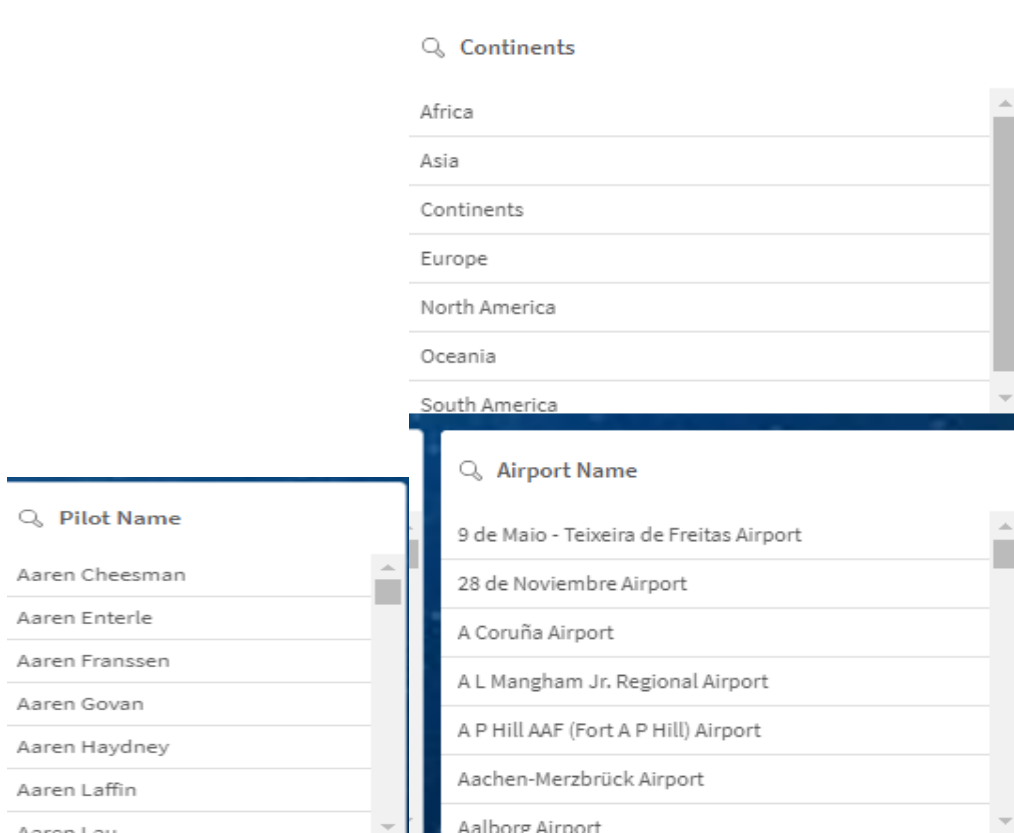 Continents
Africa
Asia
Continents
Europe
North America
Oceania
South America
Airport Name
9 de Maio - Teixeira de Freitas Airport
28 de Noviembre Airport
A Coruña Airport
A L Mangham Jr. Regional Airport
A P Hill AAF (Fort A P Hill) Airport
Aachen-Merzbrück Airport
Aalborg Airport
Pilot Name
Aaren Cheesman
Aaren Enterle
Aaren Franssen
Aaren Govan
Aaren Haydney
Aaren Laffin
Aaren Lau